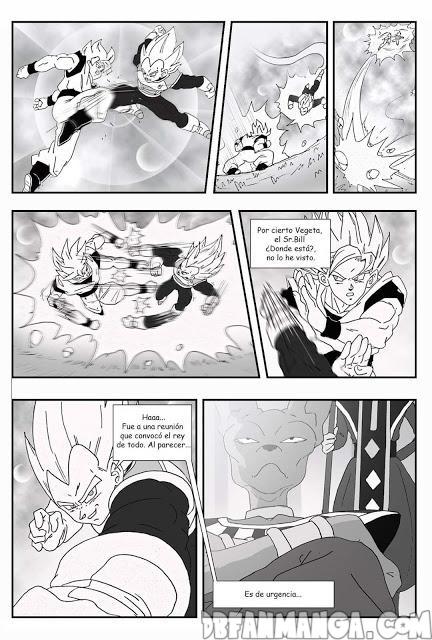 Por cierto Vegeta,
el Sr.Bill
¿Donde está?,
no lo he visto.
Haaa...
Fue a una reunión
que convocó el rey
de todo. Al parecer...
Es de urgencia...
DBFANMANGA.COM